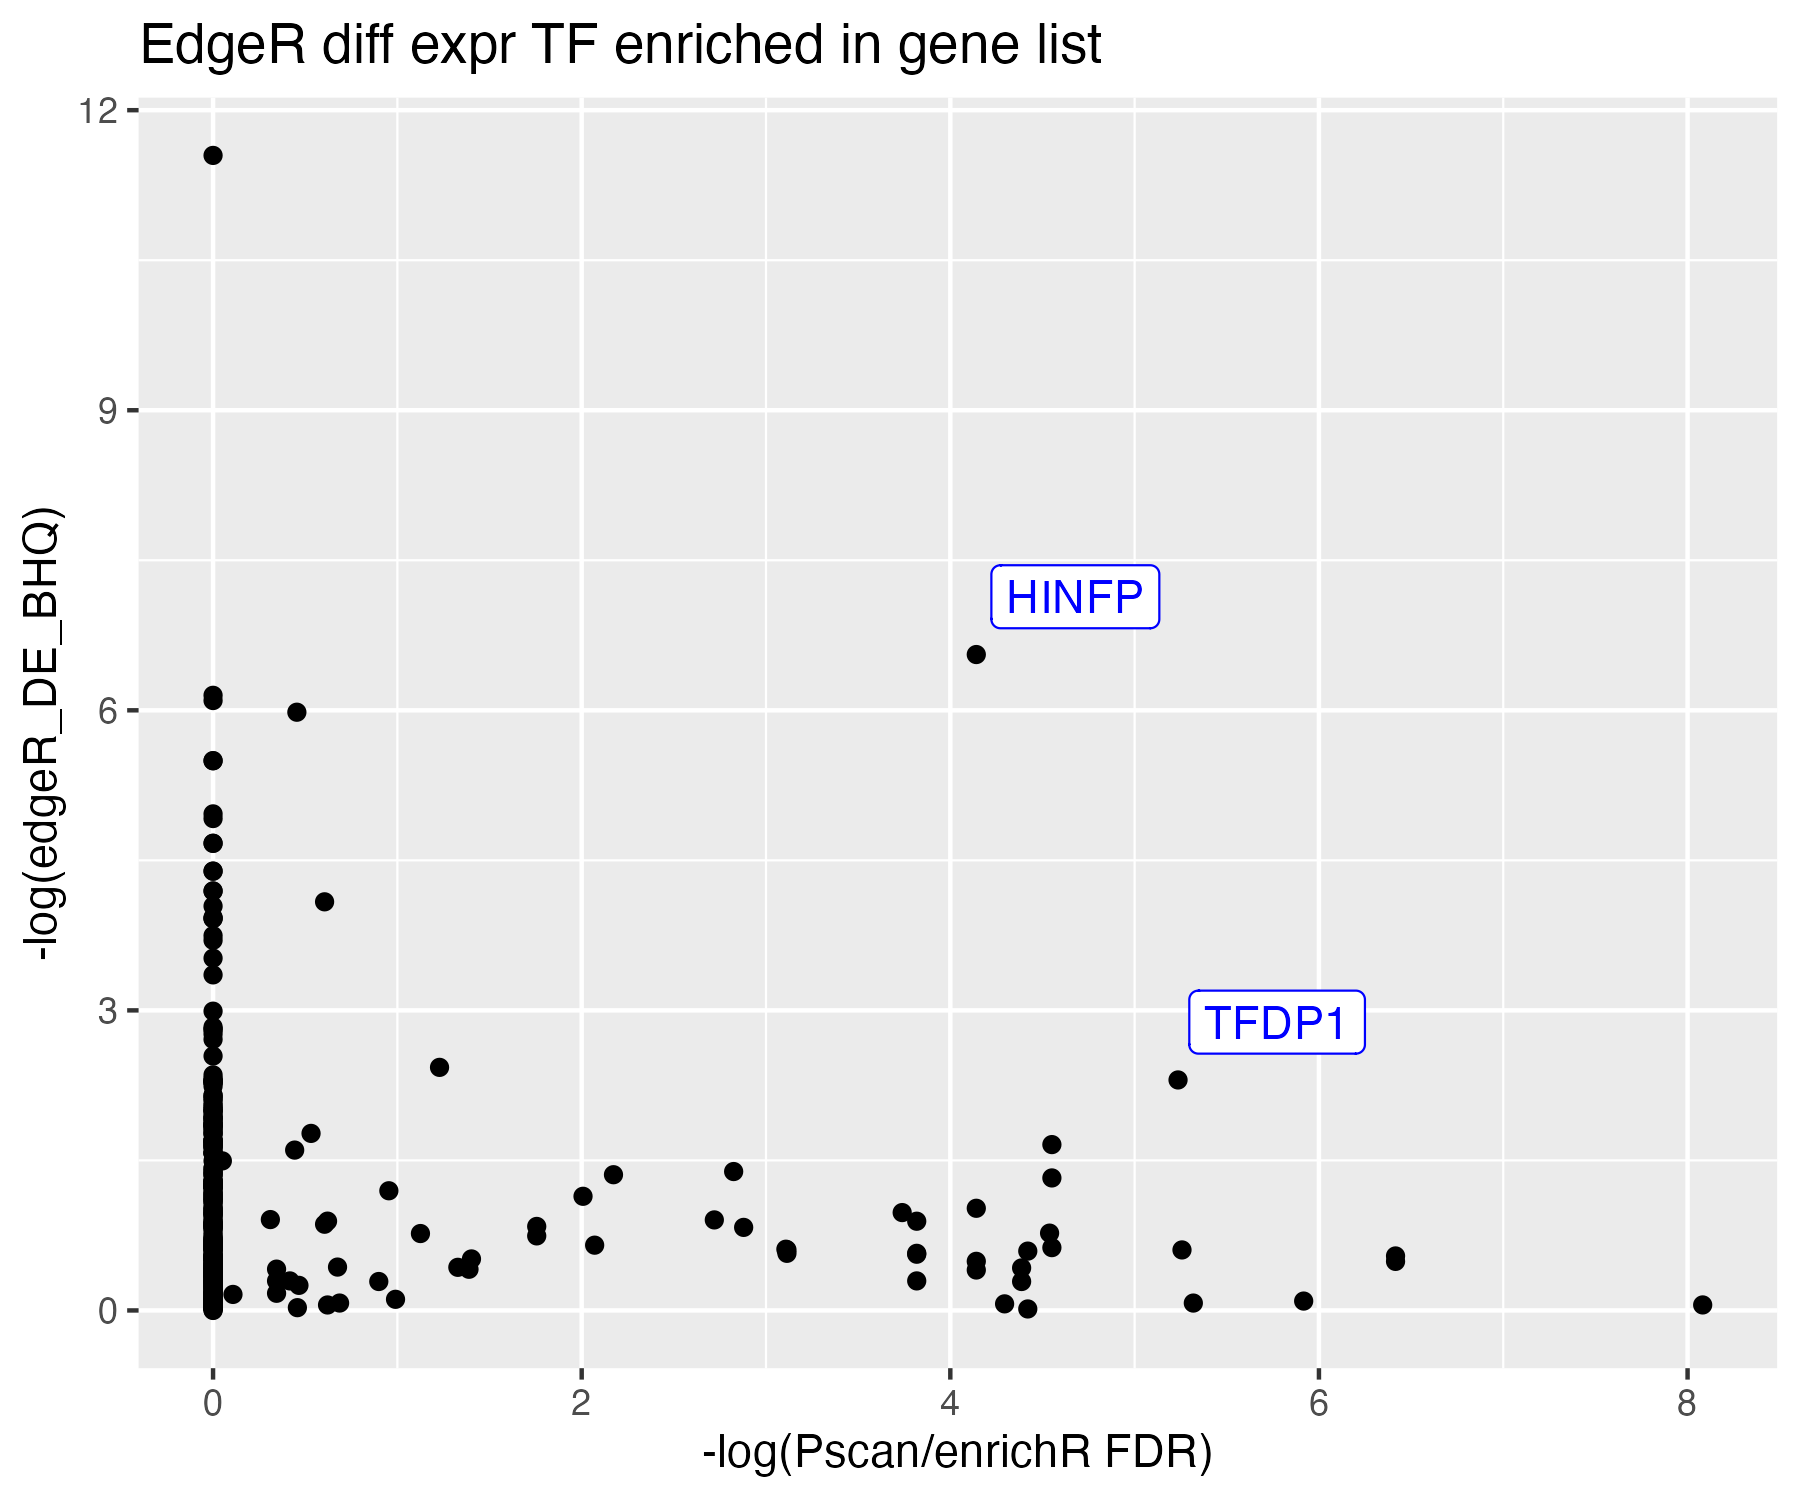 EdgeR diff expr TF enriched in gene list
12
9
6
3
0
-log(edgeR_DE_BHQ)
HINFP
TFDP1
0 2 4 6 8
-log(Pscan/enrichR FDR)